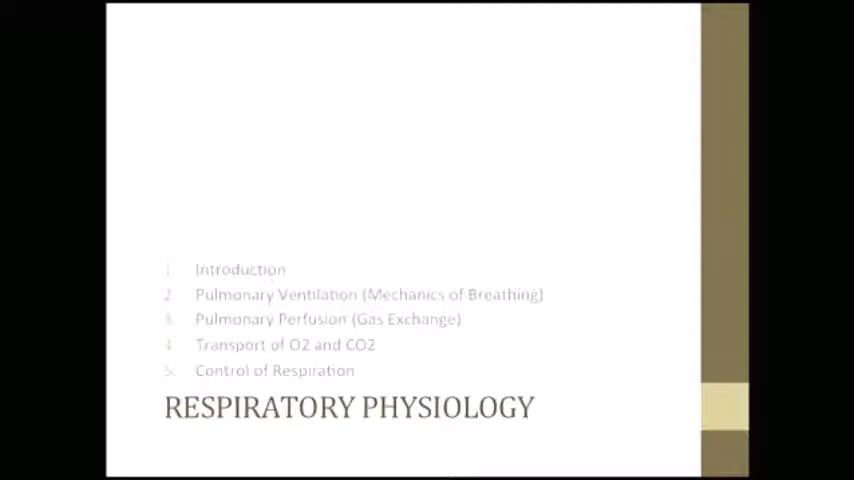 1. Introduction
2. Pulmonary Ventilation (Mechanics of Breathing)
3. Pulmonary Perfusion (Gas Exchange)
4. Transport of O2 and CO2
5. Control of Respiration
RESPIRATORY PHYSIOLOGY